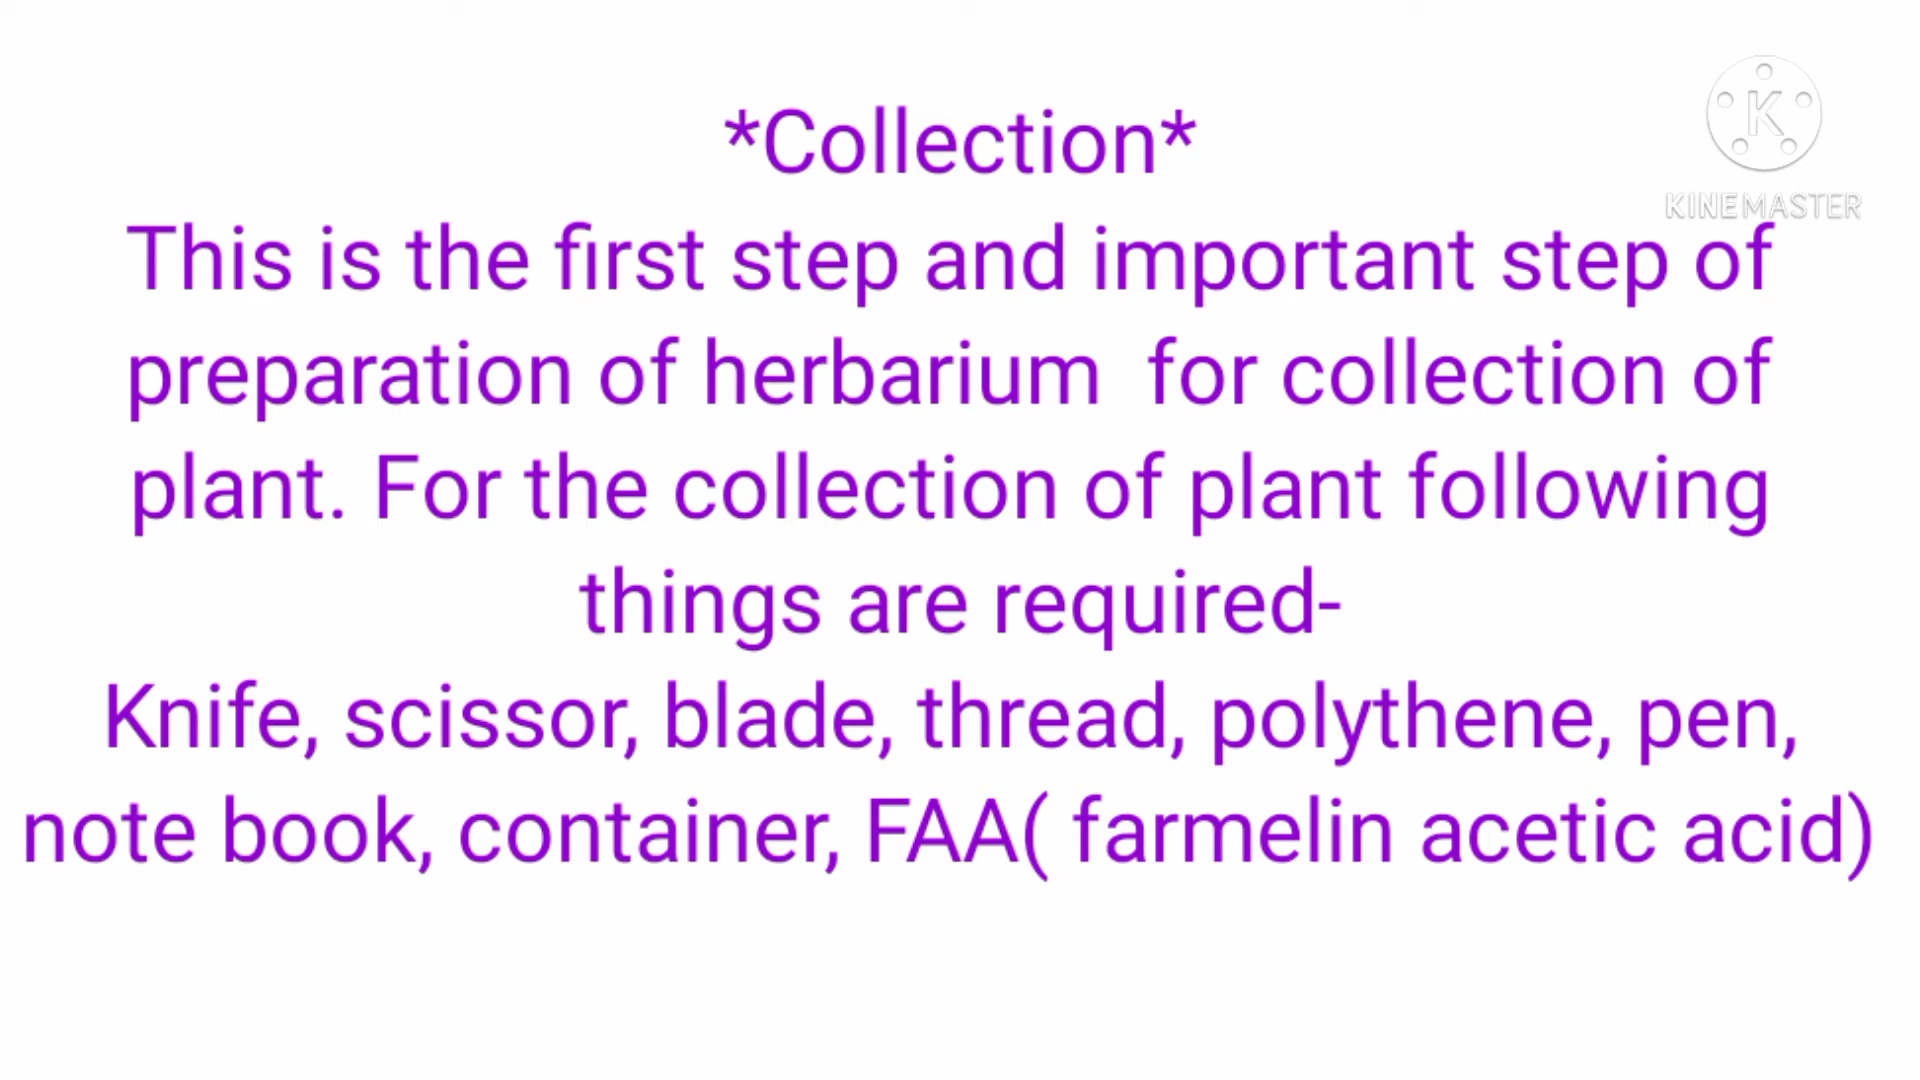 *Collection*
KINEMASTER
This is the first step and important step of
preparation of herbarium  for collection of
plant. For the collection of plant following
things are required-
Knife, scissor, blade, thread, polythene, pen,
note book, container, FAA( farmelin acetic acid)